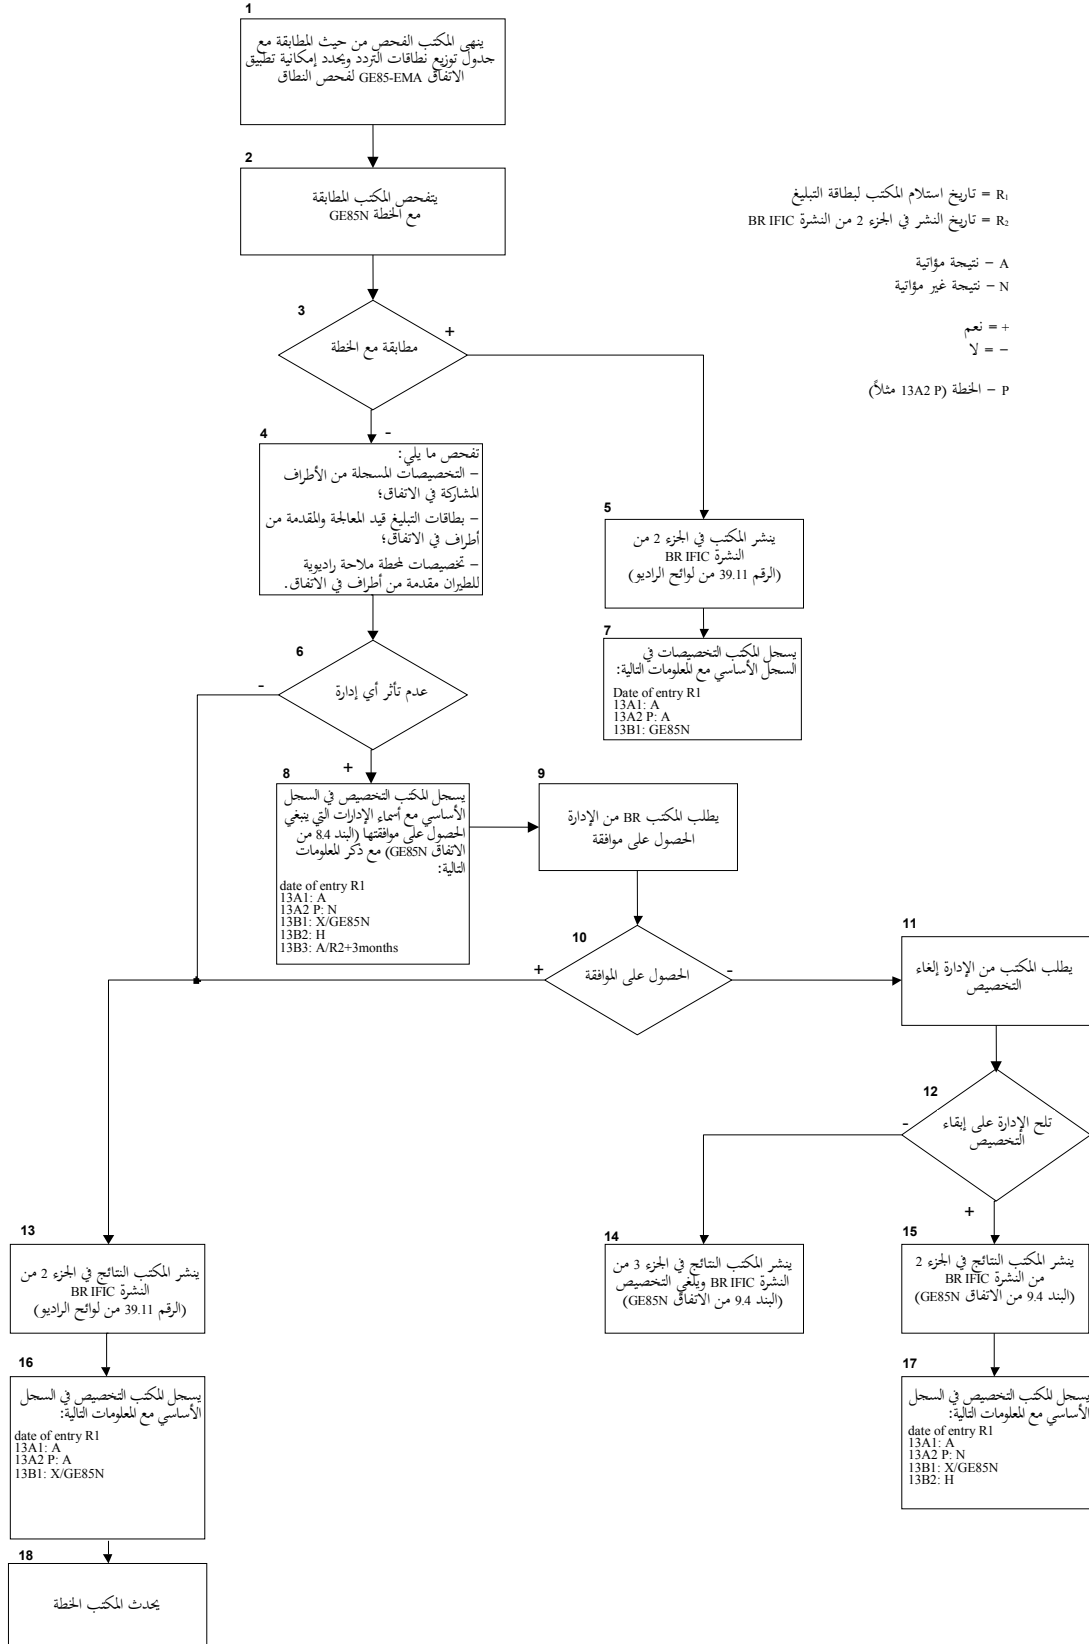 1
ينهى المكتب الفحص من حيث المطابقة مع
جدول توزيع نطاقات التردد ويحدد إمكانية تطبيق
الاتفاق GE85-EMA لفحص النطاق
2
يتفحص المكتب المطابقة
مع الخطة GE85N
R₁ = تاريخ استلام المكتب لبطاقة التبليغ
R₂ = تاريخ النشر في الجزء 2 من النشرة BR IFIC
A – نتيجة مؤاتية
N – نتيجة غير مؤاتية
+ = نعم
– = لا
P – الخطة (13A2 P مثلاً)
3
مطابقة مع الخطة
+
-
4
تفحص ما يلي:
– التخصيصات المسجلة من الأطراف
المشاركة في الاتفاق؛
– بطاقات التبليغ قيد المعالجة والمقدمة من
أطراف في الاتفاق؛
– تخصيصات لمحطة ملاحة راديوية
للطيران مقدمة من أطراف في الاتفاق.
5
ينشر المكتب في الجزء 2 من
النشرة BR IFIC
(الرقم 39.11 من لوائح الراديو)
6
عدم تأثر أي إدارة
-
+
7
يسجل المكتب التخصيصات في
السجل الأساسي مع المعلومات التالية:
Date of entry R1
13A1: A
13A2 P: A
13B1: GE85N
8
يسجل المكتب التخصيص في السجل
الأساسي مع أسماء الإدارات التي ينبغي
الحصول على موافقتها (البند 8.4 من
الاتفاق GE85N) مع ذكر المعلومات
التالية:
date of entry R1
13A1: A
13A2 P: N
13B1: X/GE85N
13B2: H
13B3: A/R2+3months
9
يطلب المكتب BR من الإدارة
الحصول على موافقة
10
الحصول على الموافقة
+
-
11
يطلب المكتب من الإدارة إلغاء
التخصيص
12
تلح الإدارة على إبقاء
التخصيص
-
+
13
ينشر المكتب النتائج في الجزء 2 من
النشرة BR IFIC
(الرقم 39.11 من لوائح الراديو)
14
ينشر المكتب النتائج في الجزء 3 من
النشرة BR IFIC ويلغي التخصيص
(البند 9.4 من الاتفاق GE85N)
15
ينشر المكتب النتائج في الجزء 2
من النشرة BR IFIC
(البند 9.4 من الاتفاق GE85N)
16
يسجل المكتب التخصيص في السجل
الأساسي مع المعلومات التالية:
date of entry R1
13A1: A
13A2 P: A
13B1: X/GE85N
17
يسجل المكتب التخصيص في السجل
الأساسي مع المعلومات التالية:
date of entry R1
13A1: A
13A2 P: N
13B1: X/GE85N
13B2: H
18
يحدث المكتب الخطة